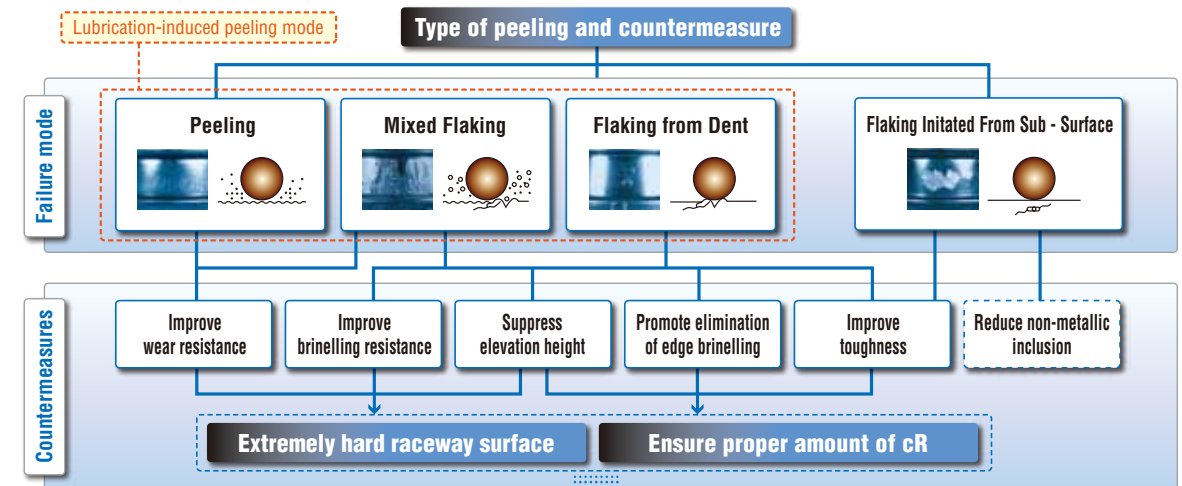 Lubrication-induced peeling mode
Type of peeling and countermeasure
Failure mode
Peeling
Mixed Flaking
Flaking from Dent
Flaking Initated From Sub - Surface
Countermeasures
Improve
wear resistance
Improve
brinelling resistance
Suppress
elevation height
Promote elimination
of edge brinelling
Improve
toughness
Reduce non-metallic
inclusion
Extremely hard raceway surface
Ensure proper amount of cR